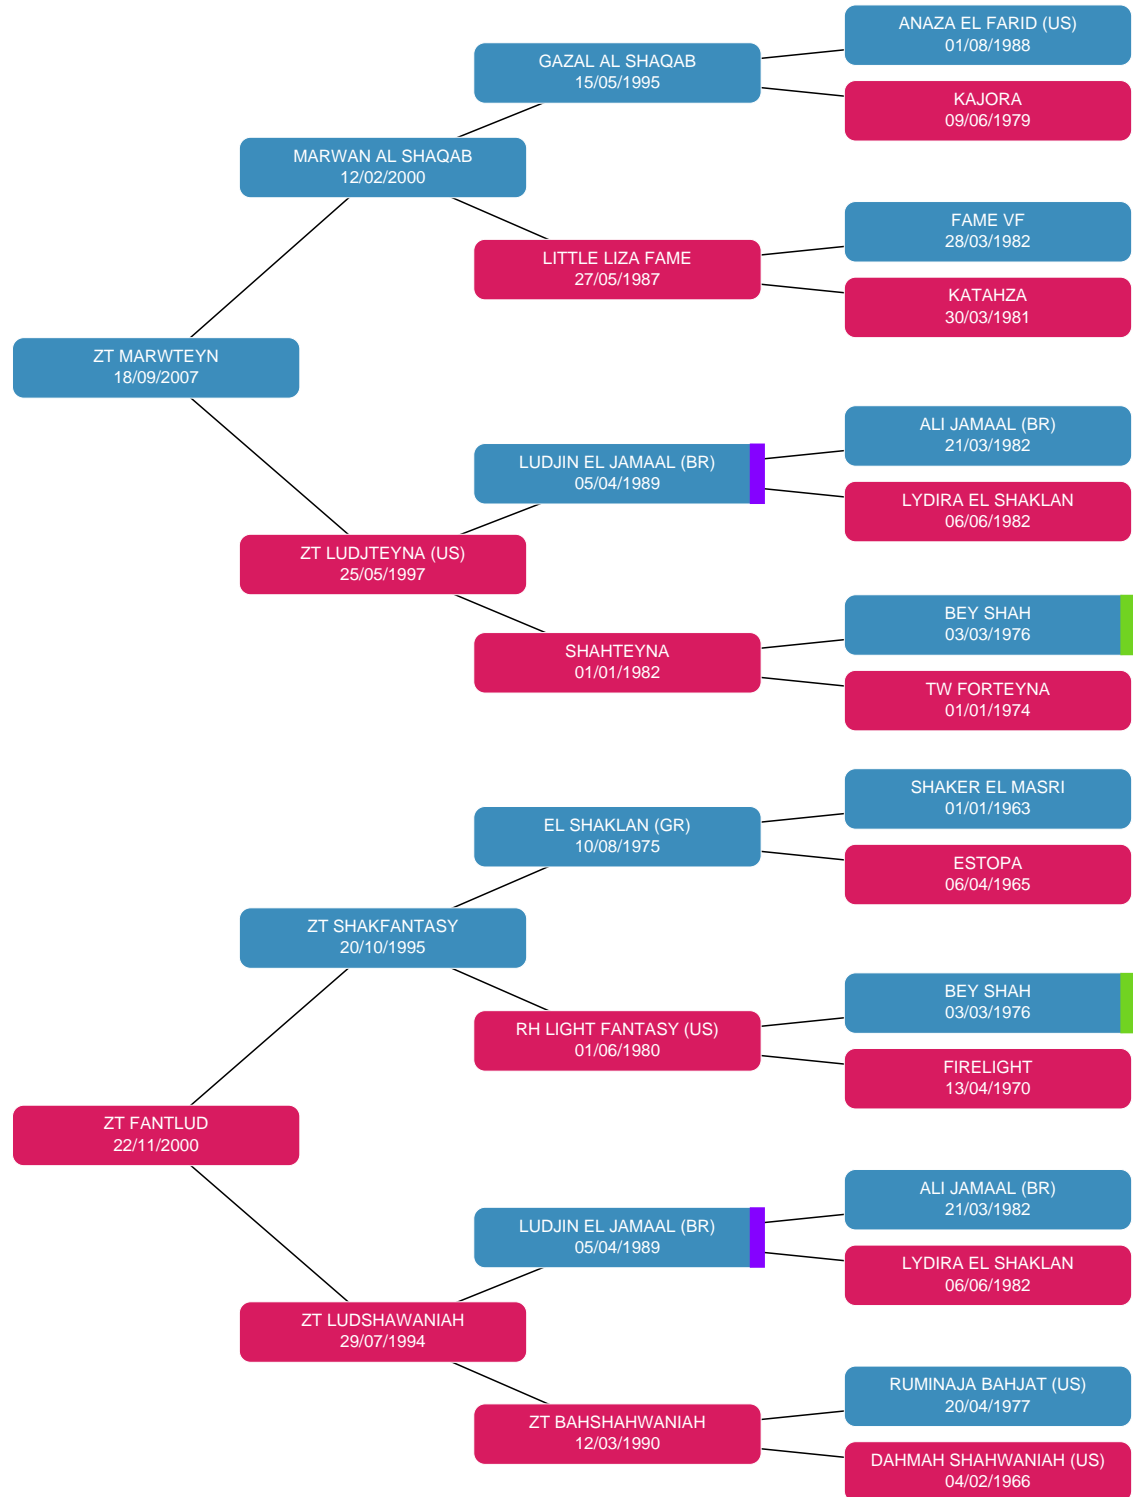 ANAZA EL FARID (US)
01/08/1988
GAZAL AL SHAQAB
15/05/1995
KAJORA
09/06/1979
MARWAN AL SHAQAB
12/02/2000
FAME VF
28/03/1982
LITTLE LIZA FAME
27/05/1987
KATAHZA
30/03/1981
ZT MARWTEYN
18/09/2007
ALI JAMAAL (BR)
21/03/1982
LUDJIN EL JAMAAL (BR)
05/04/1989
LYDIRA EL SHAKLAN
06/06/1982
ZT LUDJTEYNA (US)
25/05/1997
BEY SHAH
03/03/1976
SHAHTEYNA
01/01/1982
TW FORTEYNA
01/01/1974
SHAKER EL MASRI
01/01/1963
EL SHAKLAN (GR)
10/08/1975
ESTOPA
06/04/1965
ZT SHAKFANTASY
20/10/1995
BEY SHAH
03/03/1976
RH LIGHT FANTASY (US)
01/06/1980
FIRELIGHT
13/04/1970
ZT FANTLUD
22/11/2000
ALI JAMAAL (BR)
21/03/1982
LUDJIN EL JAMAAL (BR)
05/04/1989
LYDIRA EL SHAKLAN
06/06/1982
ZT LUDSHAWANIAH
29/07/1994
RUMINAJA BAHJAT (US)
20/04/1977
ZT BAHSHAHWANIAH
12/03/1990
DAHMAH SHAHWANIAH (US)
04/02/1966